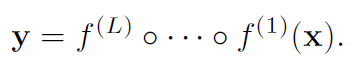 y = f^{(L)} ∘ ⋯ ∘ f^{(1)}(x).